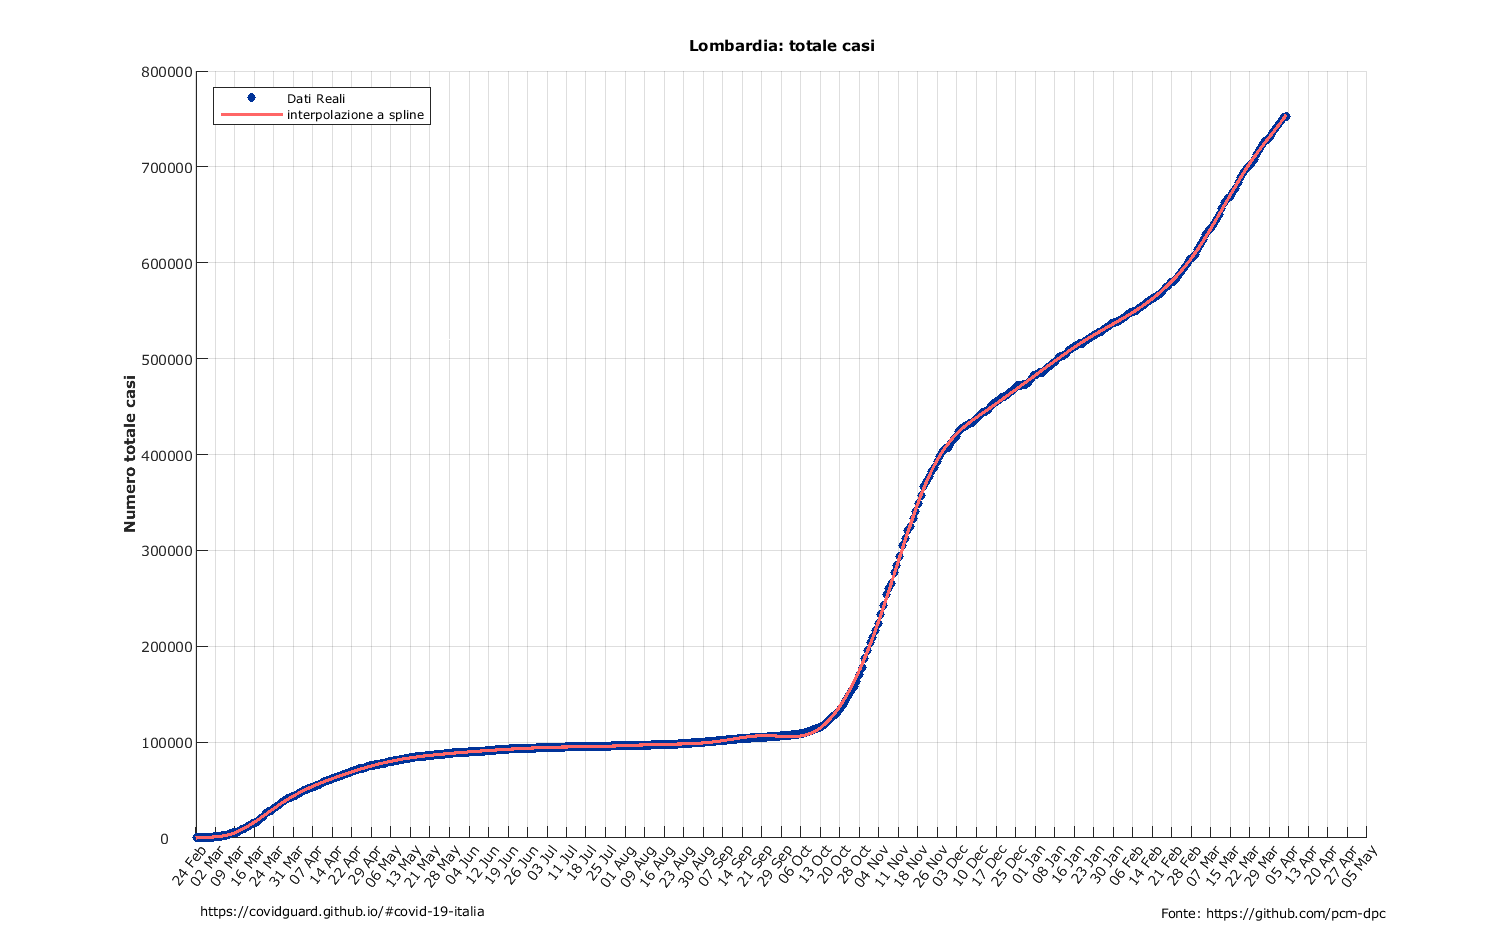 Lombardia: totale casi
800000
700000
600000
500000
400000
300000
200000
100000
0
Numero totale casi
Dati Reali
interpolazione a spline
24 Feb
02 Mar
09 Mar
16 Mar
24 Mar
31 Mar
07 Apr
14 Apr
22 Apr
29 Apr
06 May
13 May
21 May
28 May
04 Jun
12 Jun
19 Jun
26 Jun
03 Jul
11 Jul
18 Jul
25 Jul
01 Aug
09 Aug
16 Aug
23 Aug
30 Aug
07 Sep
14 Sep
21 Sep
29 Sep
06 Oct
13 Oct
20 Oct
28 Oct
04 Nov
11 Nov
18 Nov
26 Nov
03 Dec
10 Dec
17 Dec
25 Dec
01 Jan
08 Jan
16 Jan
23 Jan
30 Jan
06 Feb
14 Feb
21 Feb
28 Feb
07 Mar
15 Mar
22 Mar
29 Mar
05 Apr
13 Apr
20 Apr
27 Apr
05 May
https://covidguard.github.io/#covid-19-italia
Fonte: https://github.com/pcm-dpc